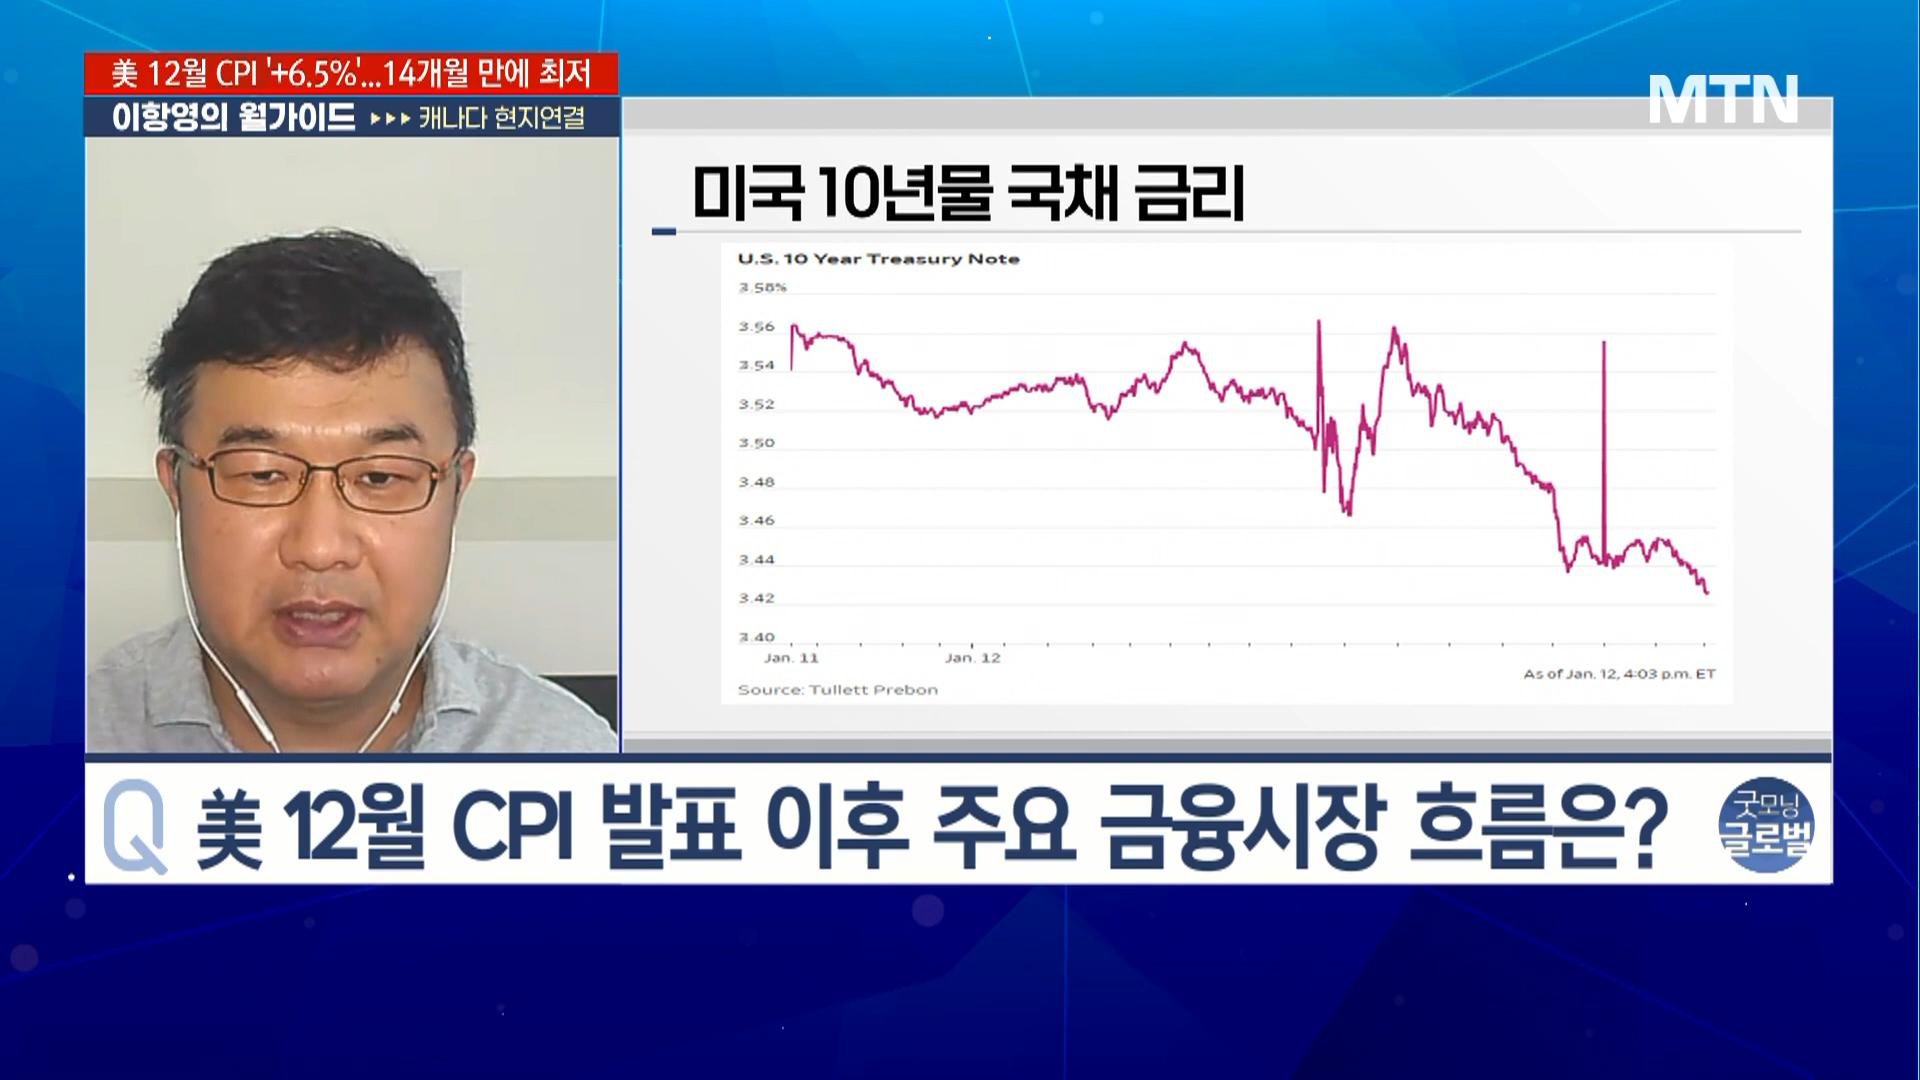 美 12월 CPI '+6.5%'...14개월 만에 최저
이항영의 월가이드 ▸▸▸ 캐나다 현지연결
MTN
미국 10년물 국채 금리
U.S. 10 Year Treasury Note
3.58%
3.56
3.54
3.52
3.50
3.48
3.46
3.44
3.42
3.40
Jan. 11
Jan. 12
As of Jan. 12, 4:03 p.m. ET
Source: Tullett Prebon
Q 美 12월 CPI 발표 이후 주요 금융시장 흐름은?
굿모닝
글로벌